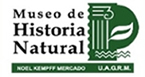 Museo de
Historia
Natural
NOEL KEMPFF MERCADO U.A.G.R.M.